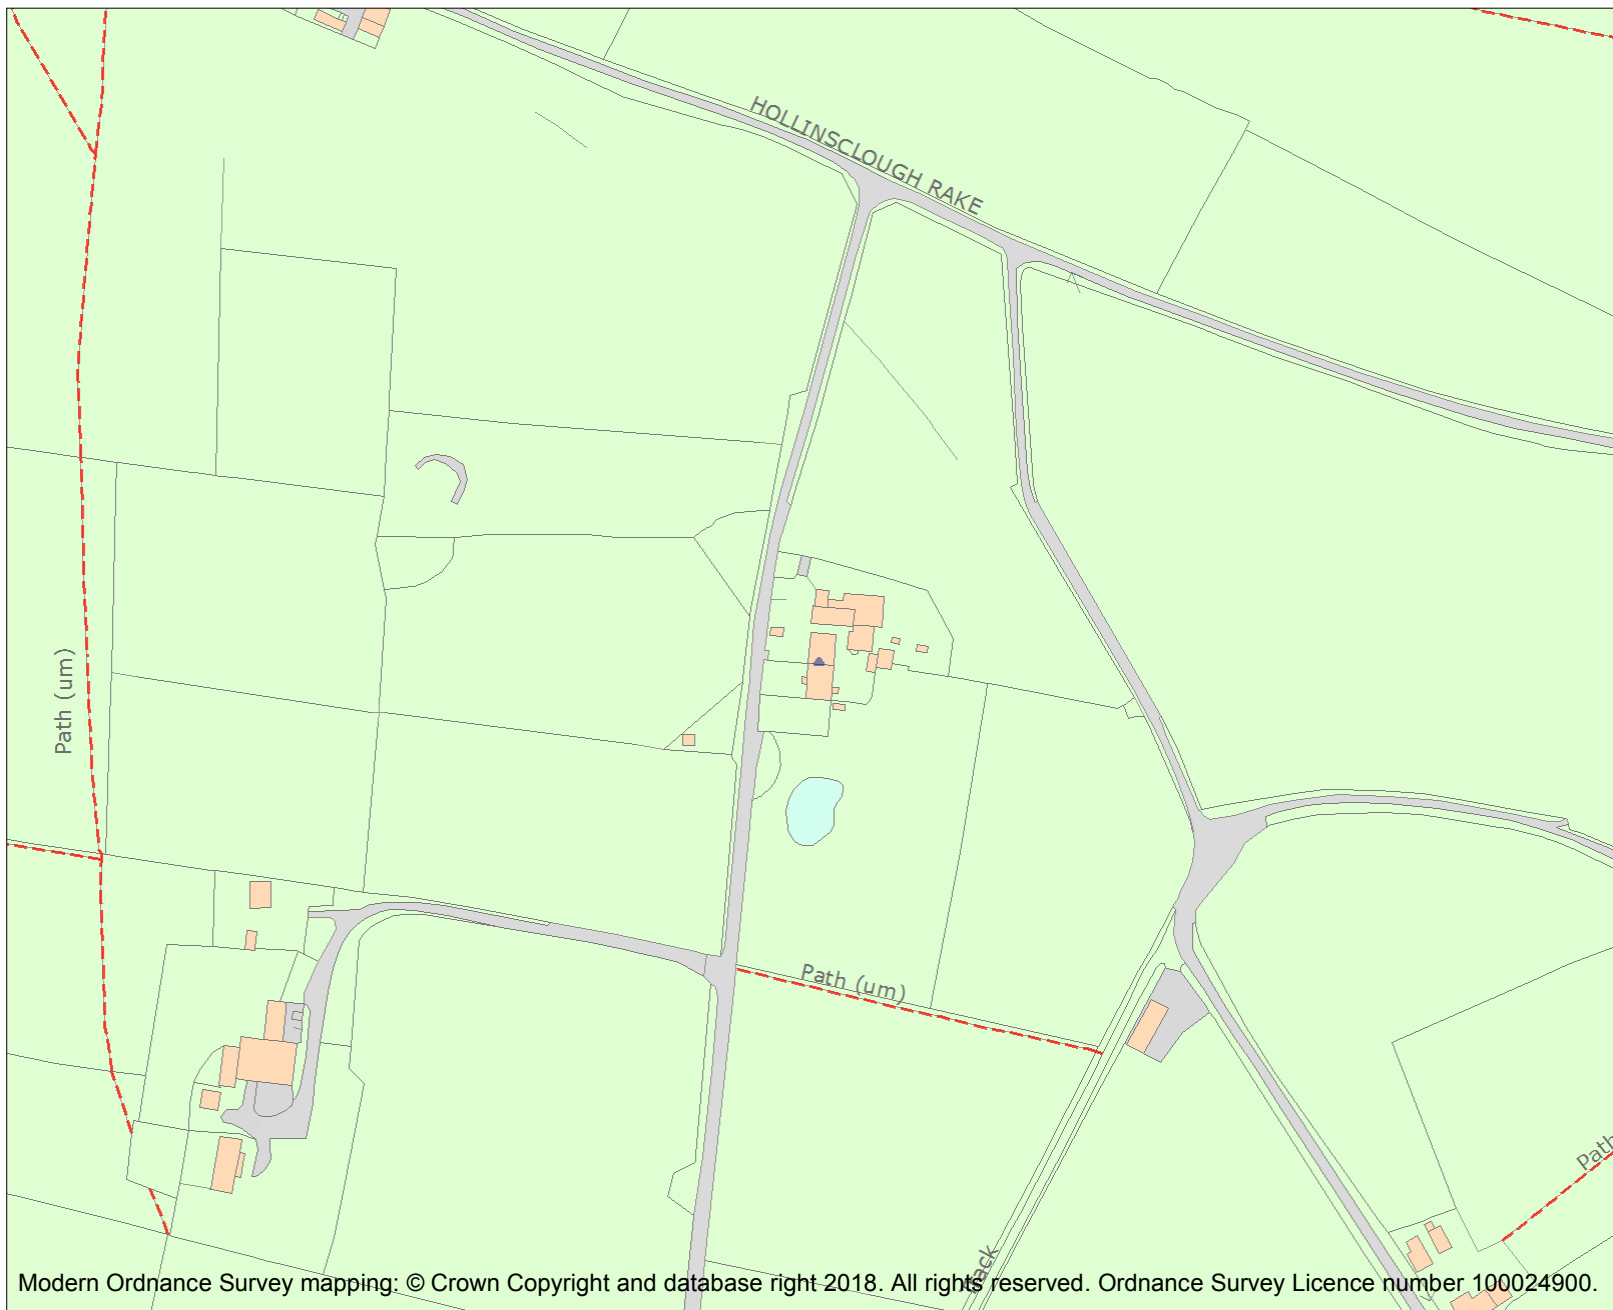 HOLLINSCLOUGH RAKE
Path (um)
Path (um)
Path
Track
Modern Ordnance Survey mapping: © Crown Copyright and database right 2018. All rights reserved. Ordnance Survey Licence number 100024900.